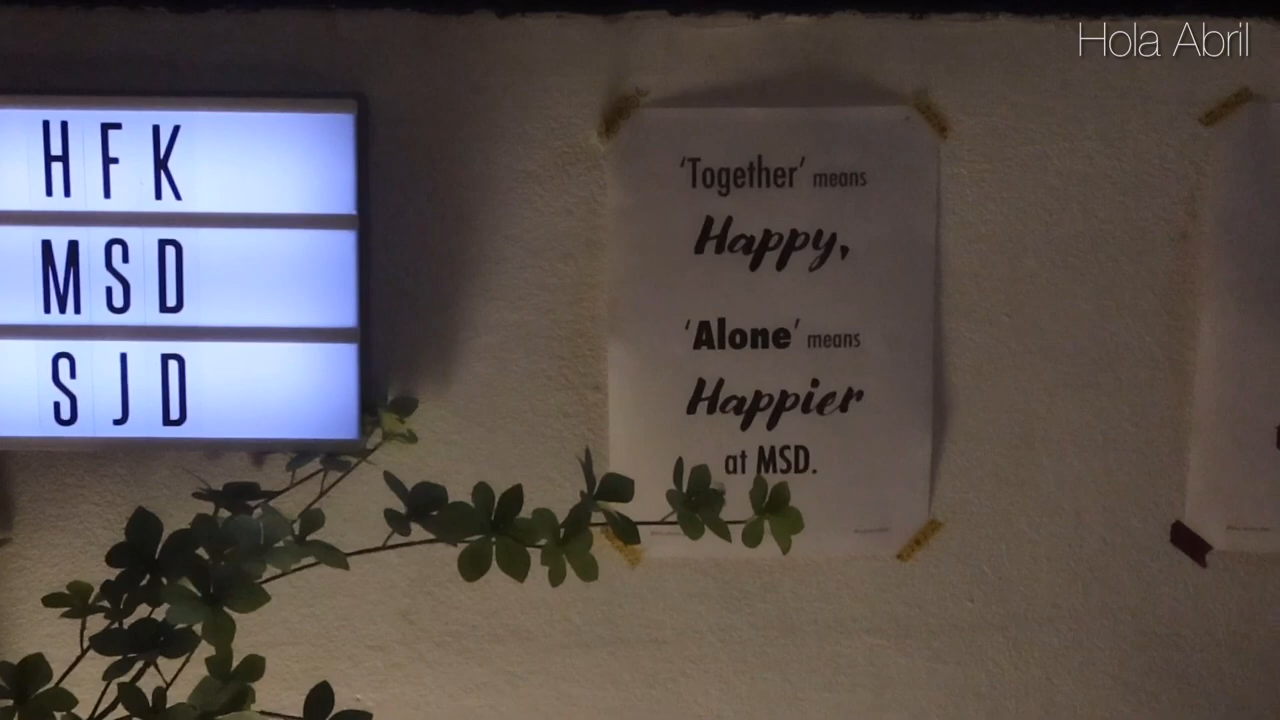 Hola Abril
HFK
MSD
SJD
'Together' means
Happy,
'Alone' means
Happier
at MSD.